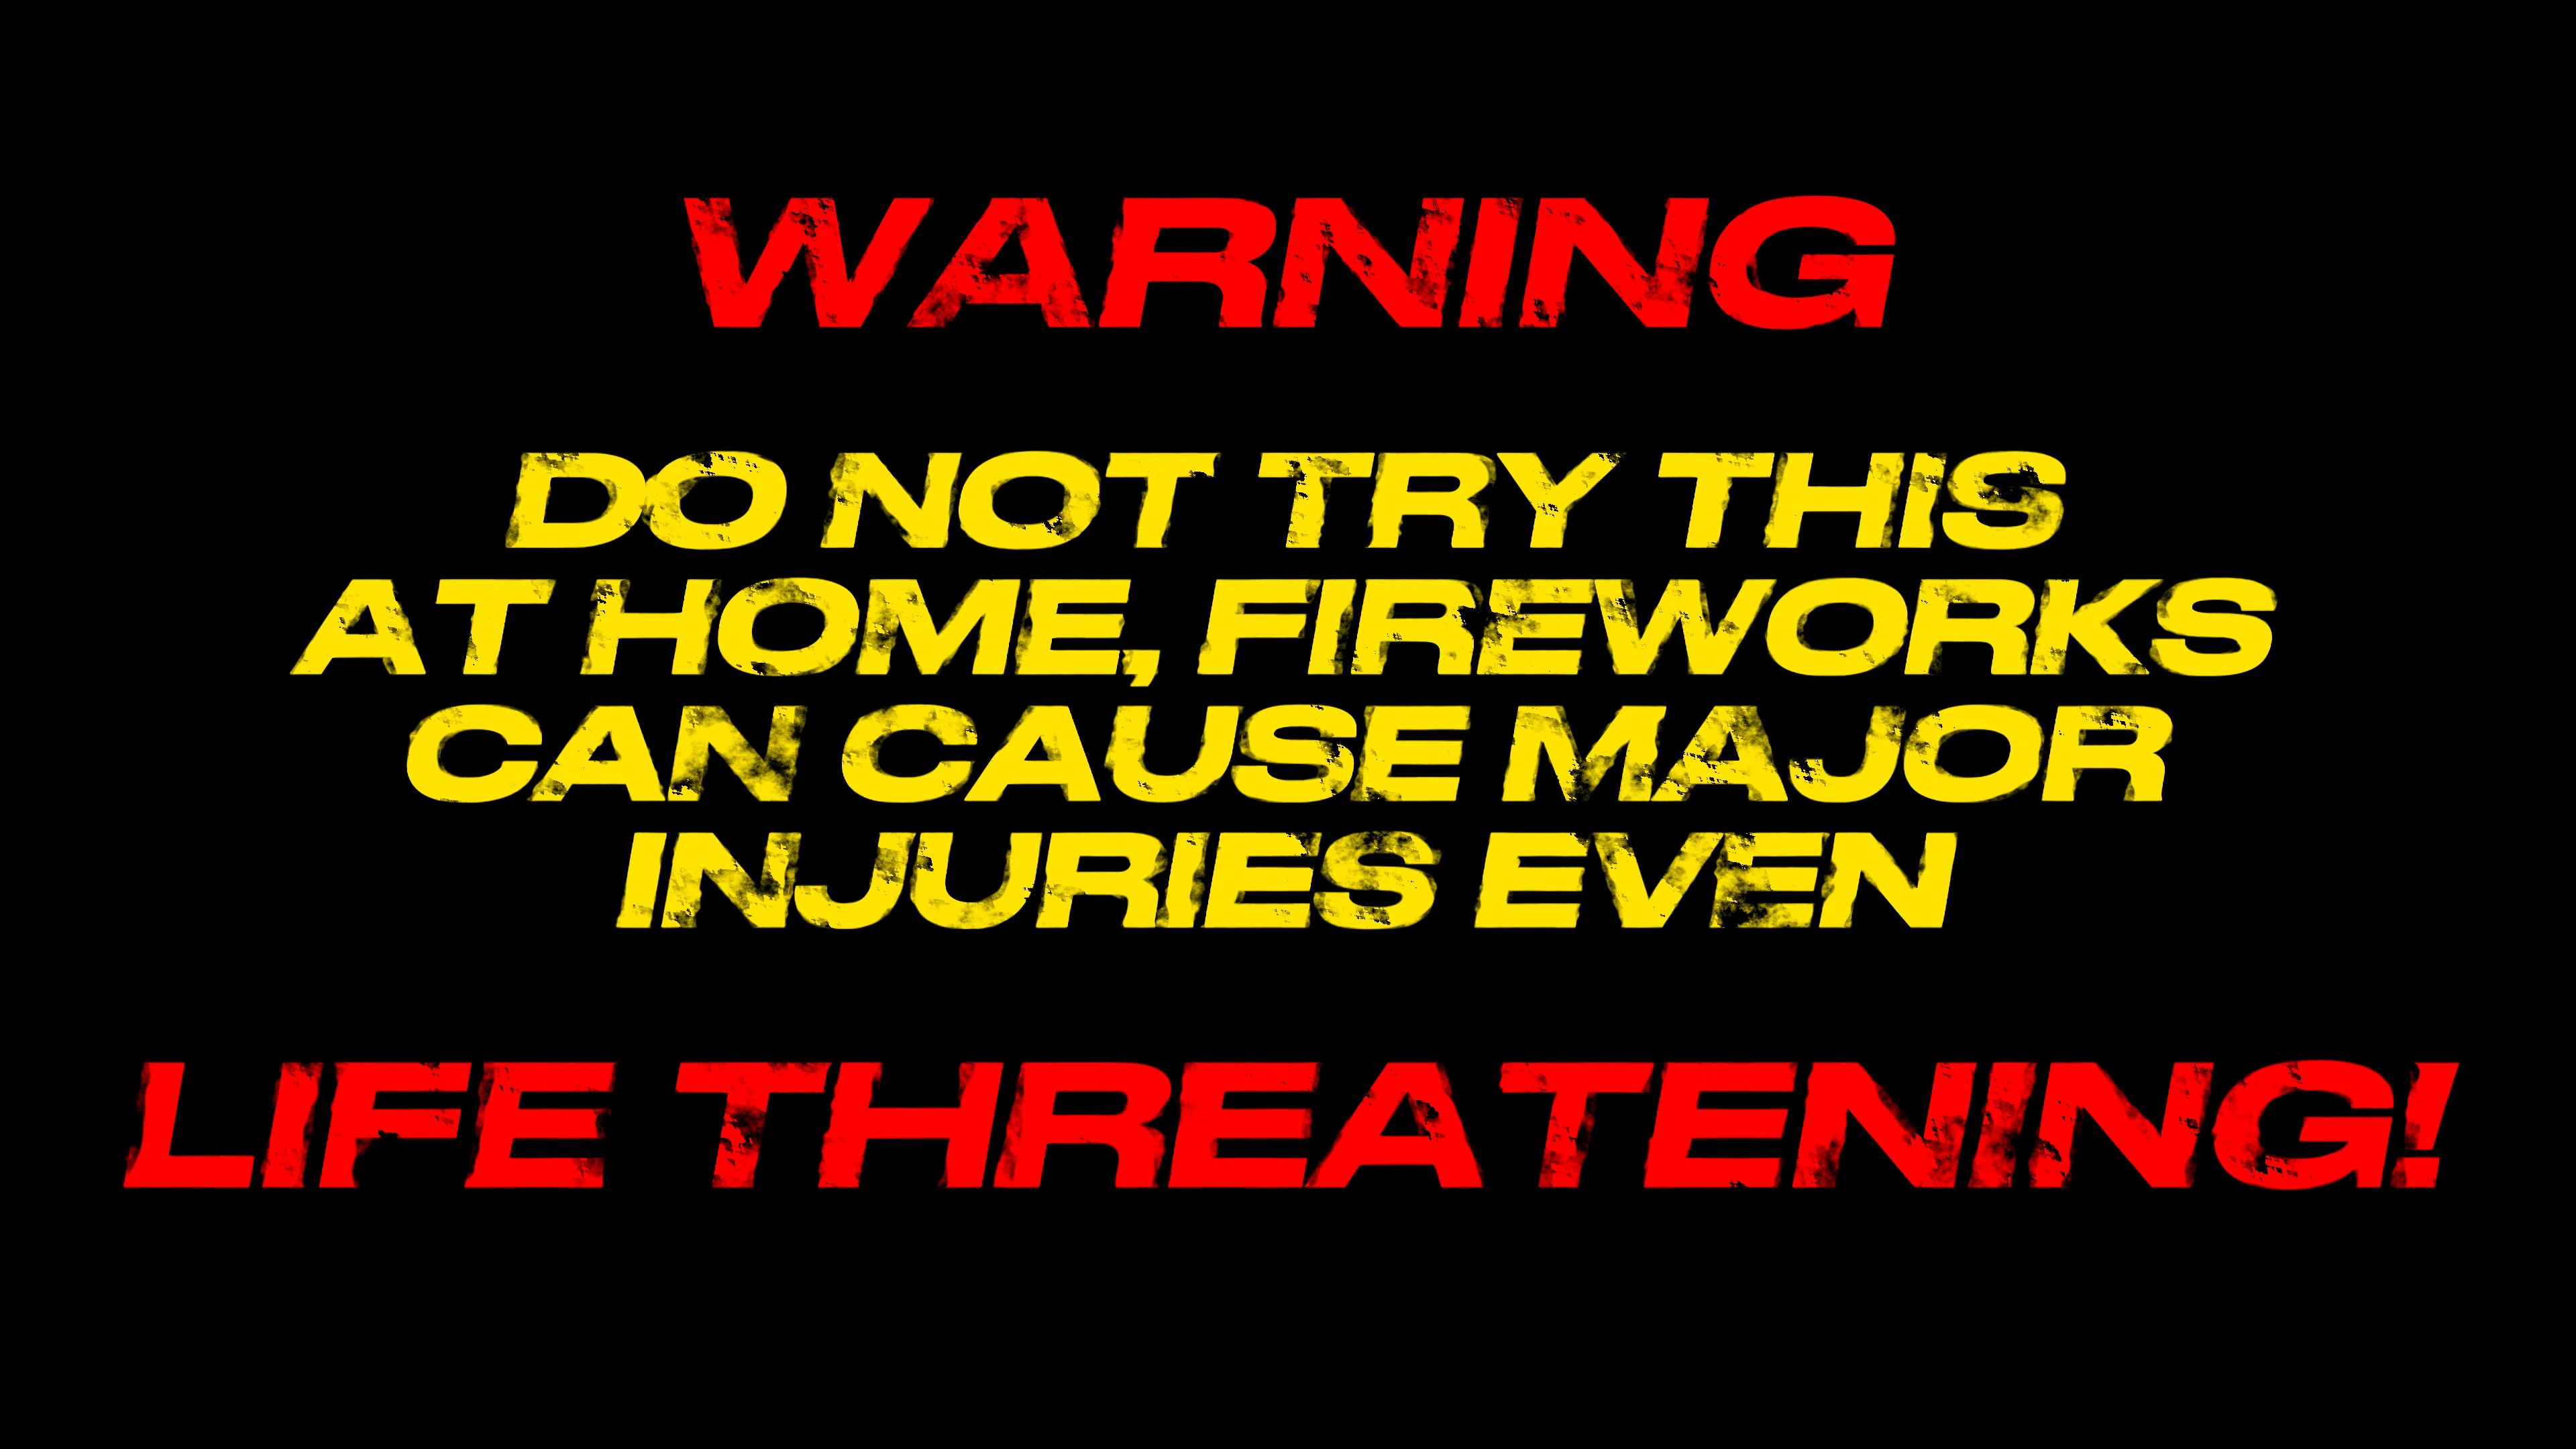 WARNING
DO NOT TRY THIS
AT HOME, FIREWORKS
CAN CAUSE MAJOR
INJURIES EVEN
LIFE THREATENING!